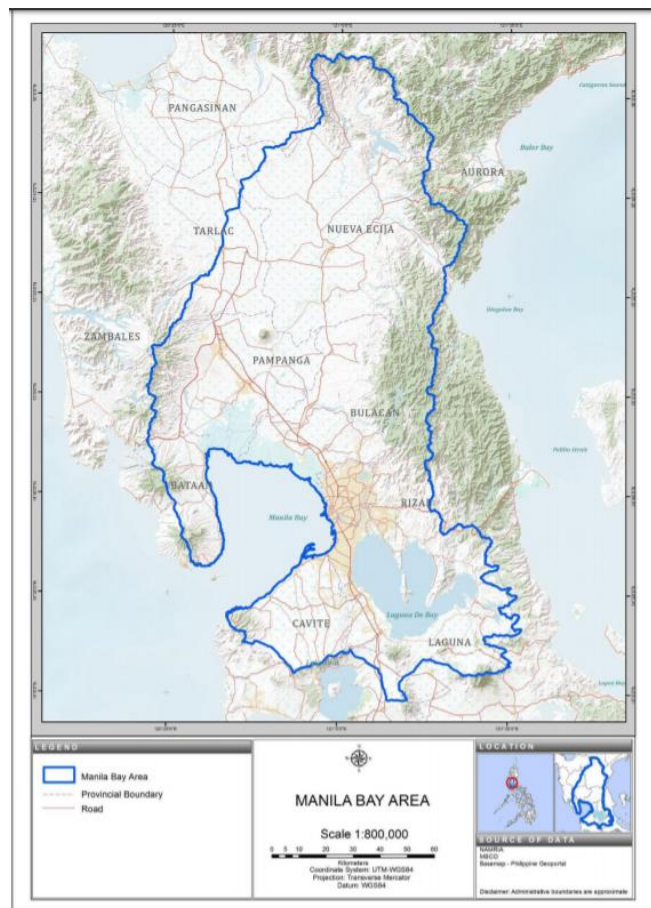 PANGASINAN
Baler Bay
AURORA
TARLAC
NUEVA ECIJA
Dingalan Bay
ZAMBALES
PAMPANGA
BULACAN
BATAAN
RIZAL
Manila Bay
Laguna De Bay
CAVITE
LAGUNA
LEGEND
Manila Bay Area
Provincial Boundary
Road
MANILA BAY AREA
Scale 1:800,000
0 5 10 20 30 40 50 60
Kilometers
Coordinate System: UTM-WGS84
Projection: Transverse Mercator
Datum: WGS84
LOCATION
SOURCE OF DATA
NAMRIA
MBCO
Basemap - Philippine Geoportal
Disclaimer: Administrative boundaries are approximate